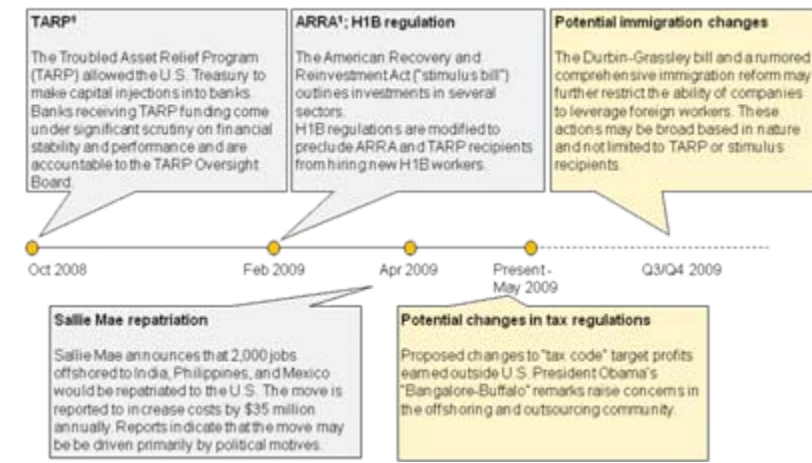 TARP¹
The Troubled Asset Relief Program
(TARP) allowed the U.S. Treasury to
make capital injections into banks.
Banks receiving TARP funding come
under significant scrutiny on financial
stability and performance and are
accountable to the TARP Oversight
Board.
ARRA¹; H1B regulation
The American Recovery and
Reinvestment Act ("stimulus bill")
outlines investments in several
sectors.
H1B regulations are modified to
preclude ARRA and TARP recipients
from hiring new H1B workers.
Potential immigration changes
The Durbin-Grassley bill and a rumored
comprehensive immigration reform may
further restrict the ability of companies
to leverage foreign workers. These
actions may be broad based in nature
and not limited to TARP or stimulus
recipients.
Oct 2008
Feb 2009
Apr 2009
Present-
May 2009
Q3/Q4 2009
Sallie Mae repatriation
Sallie Mae announces that 2,000 jobs
offshored to India, Philippines, and Mexico
would be repatriated to the U.S. The move is
reported to increase costs by $35 million
annually. Reports indicate that the move may
be be driven primarily by political motives.
Potential changes in tax regulations
Proposed changes to "tax code" target profits
earned outside U.S. President Obama's
"Bangalore-Buffalo" remarks raise concerns in
the offshoring and outsourcing community.